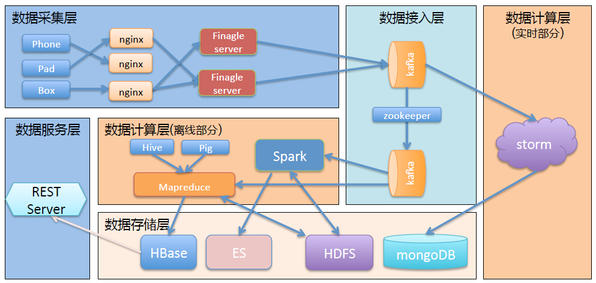 数据采集层
Phone
Pad
Box
nginx
nginx
nginx
Finagle
server
Finagle
server
数据接入层
kafka
zookeeper
kafka
数据计算层
(实时部分)
storm
数据服务层
REST
Server
数据计算层(离线部分)
Hive
Pig
Spark
Mapreduce
数据存储层
HBase
ES
HDFS
mongoDB